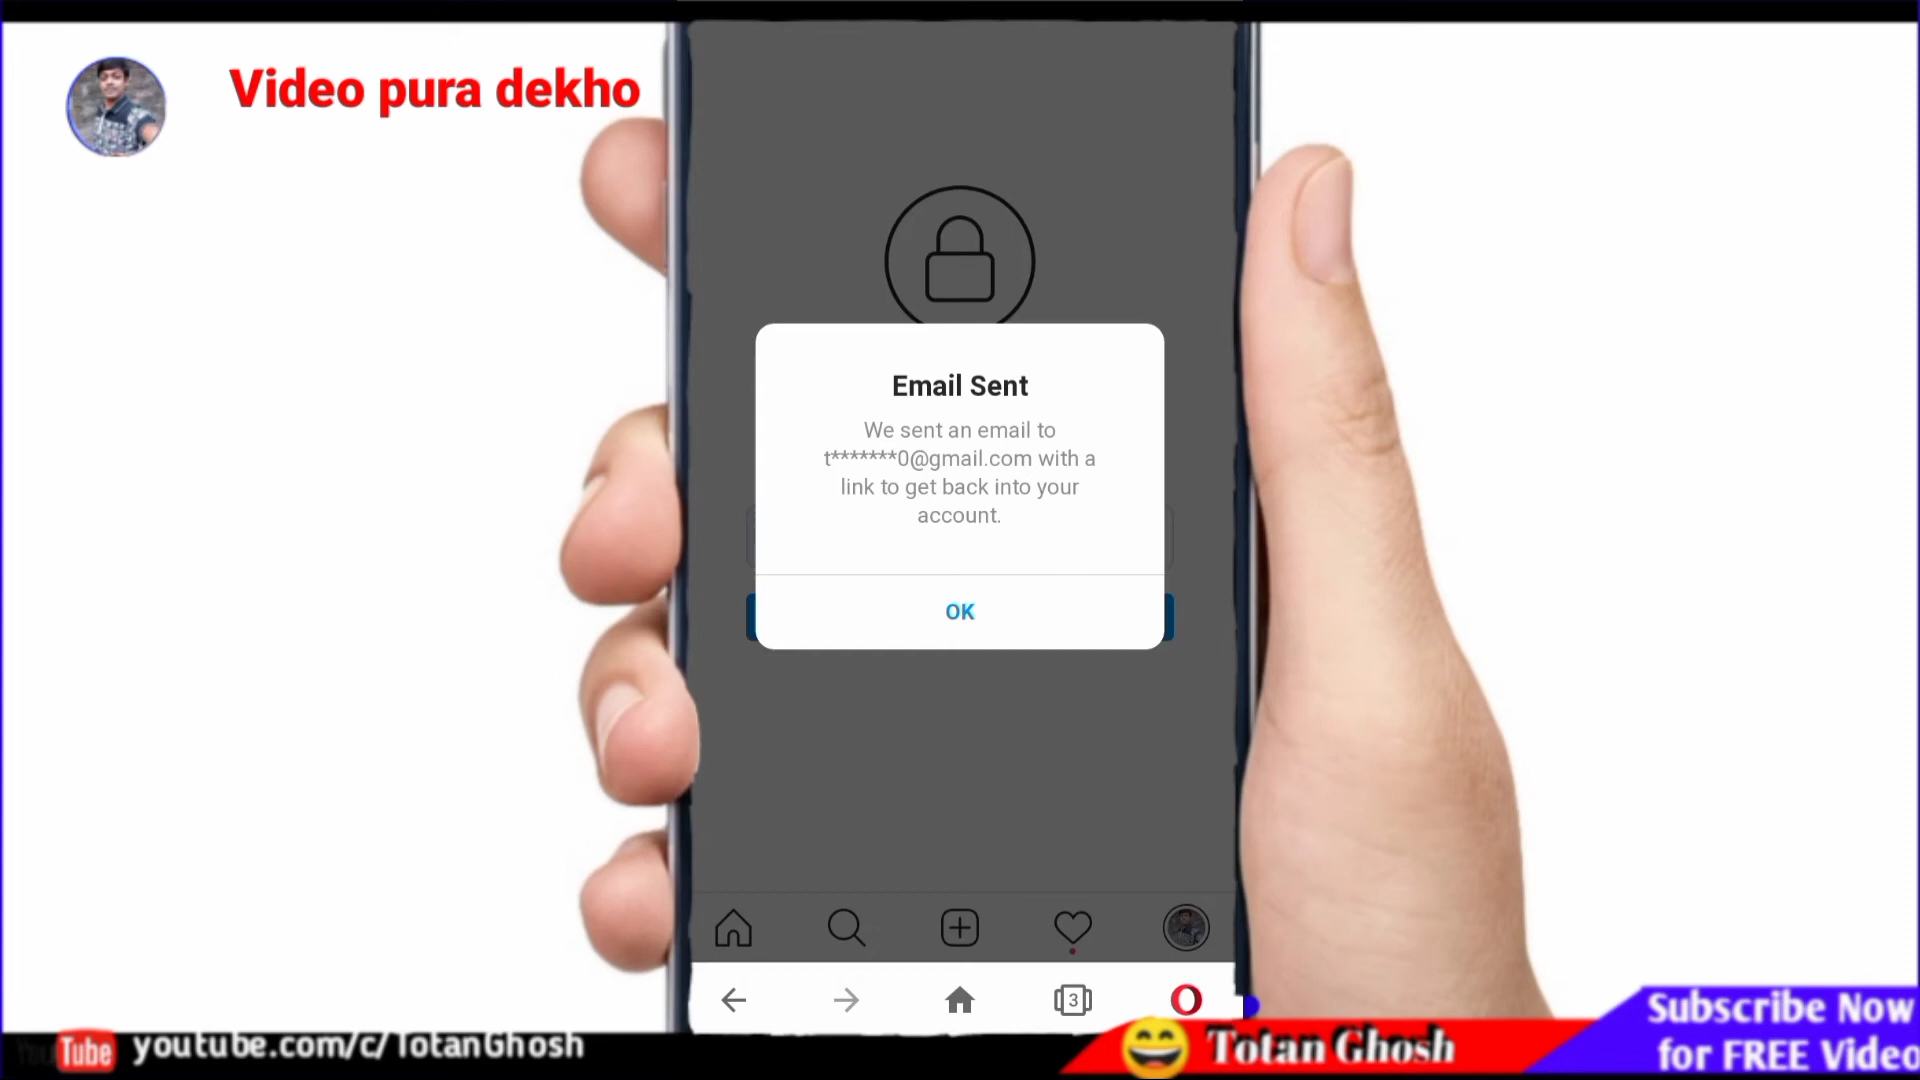 Video pura dekho
Email Sent
We sent an email to
t*******0@gmail.com with a
link to get back into your
account.
OK
3
YouTube youtube.com/c/TotanGhosh
Totan Ghosh
Subscribe Now
for FREE Video